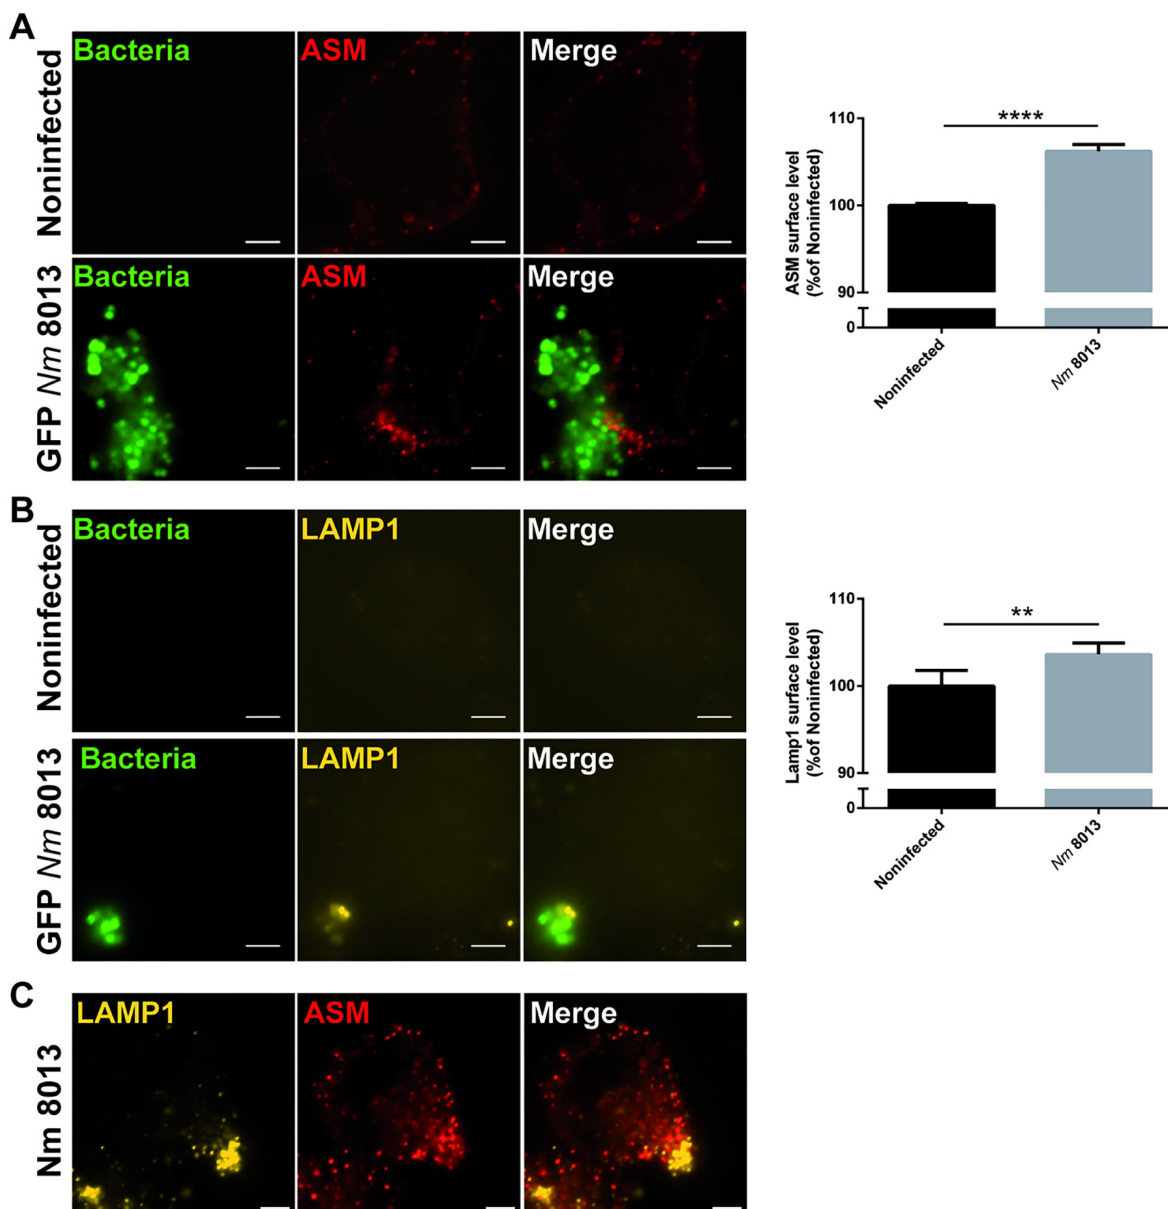 A
Noninfected
Bacteria
ASM
Merge
GFP Nm 8013
Bacteria
ASM
Merge
ASM surface level
(%of Noninfected)
110
100
90
0
****
Noninfected
Nm 8013
B
Noninfected
Bacteria
LAMP1
Merge
GFP Nm 8013
Bacteria
LAMP1
Merge
Lamp1 surface level
(%of Noninfected)
110
100
90
0
**
Noninfected
Nm 8013
C
Nm 8013
LAMP1
ASM
Merge